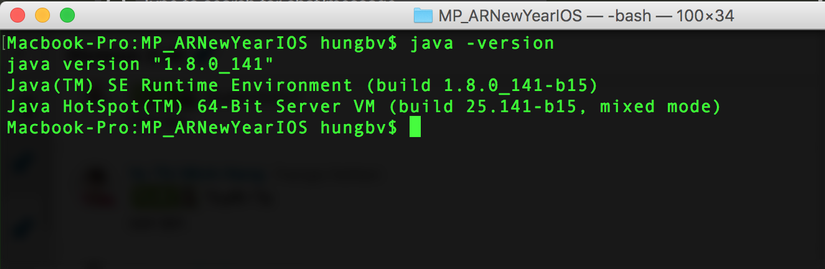 MP_ARNewYearIOS — -bash — 100×34
[Macbook-Pro:MP_ARNewYearIOS hungbv$ java -version
java version "1.8.0_141"
Java(TM) SE Runtime Environment (build 1.8.0_141-b15)
Java HotSpot(TM) 64-Bit Server VM (build 25.141-b15, mixed mode)
Macbook-Pro:MP_ARNewYearIOS hungbv$